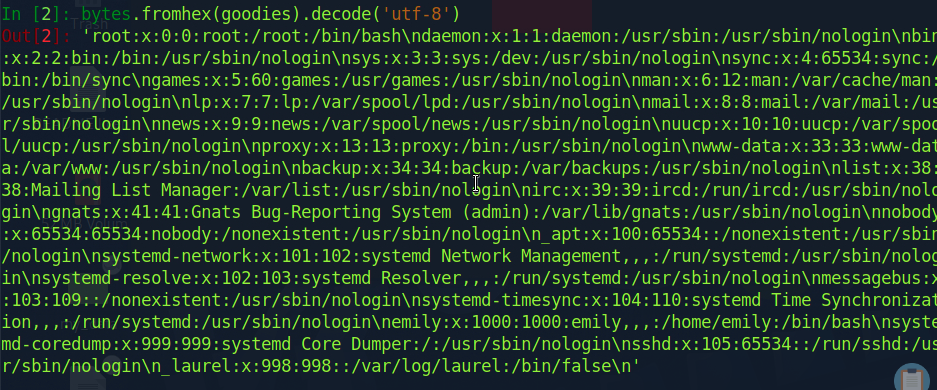 In [2]: bytes.fromhex(goodies).decode('utf-8')
Out[2]: 'root:x:0:0:root:/root:/bin/bash\ndaemon:x:1:1:daemon:/usr/sbin:/usr/sbin/nologin\nbin
:x:2:2:bin:/bin:/usr/sbin/nologin\nsys:x:3:3:sys:/dev:/usr/sbin/nologin\nsync:x:4:65534:sync:/
bin:/bin/sync\ngames:x:5:60:games:/usr/games:/usr/sbin/nologin\nman:x:6:12:man:/var/cache/man:
/usr/sbin/nologin\nlp:x:7:7:lp:/var/spool/lpd:/usr/sbin/nologin\nmail:x:8:8:mail:/var/mail:/us
r/sbin/nologin\nnews:x:9:9:news:/var/spool/news:/usr/sbin/nologin\nuucp:x:10:10:uucp:/var/spoo
l/uucp:/usr/sbin/nologin\nproxy:x:13:13:proxy:/bin:/usr/sbin/nologin\nwww-data:x:33:33:www-dat
a:/var/www:/usr/sbin/nologin\nbackup:x:34:34:backup:/var/backups:/usr/sbin/nologin\nlist:x:38:
38:Mailing List Manager:/var/list:/usr/sbin/nologin\nirc:x:39:39:ircd:/run/ircd:/usr/sbin/nolo
gin\ngnats:x:41:41:Gnats Bug-Reporting System (admin):/var/lib/gnats:/usr/sbin/nologin\nnobody
:x:65534:65534:nobody:/nonexistent:/usr/sbin/nologin\n_apt:x:100:65534::/nonexistent:/usr/sbin
/nologin\nsystemd-network:x:101:102:systemd Network Management,,,:/run/systemd:/usr/sbin/nolog
in\nsystemd-resolve:x:102:103:systemd Resolver,,,:/run/systemd:/usr/sbin/nologin\nmessagebus:x
:103:109::/nonexistent:/usr/sbin/nologin\nsystemd-timesync:x:104:110:systemd Time Synchronizat
ion,,,:/run/systemd:/usr/sbin/nologin\nemily:x:1000:1000:emily,,,:/home/emily:/bin/bash\nsyste
md-coredump:x:999:999:systemd Core Dumper:/:/usr/sbin/nologin\nsshd:x:105:65534::/run/sshd:/us
r/sbin/nologin\n_laurel:x:998:998::/var/log/laurel:/bin/false\n'